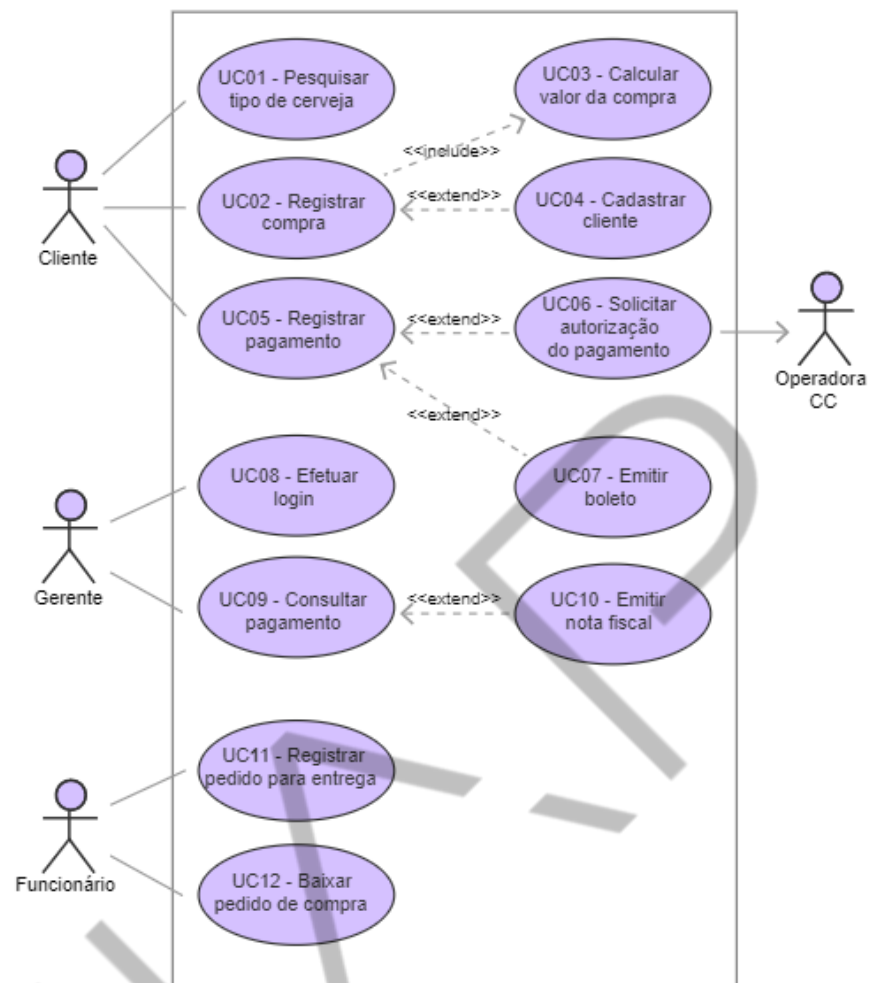 UC01 - Pesquisar
tipo de cerveja
UC03 - Calcular
valor da compra
<<include>>
Cliente
UC02 - Registrar
compra
<<extend>>
UC04 - Cadastrar
cliente
UC05 - Registrar
pagamento
<<extend>>
UC06 - Solicitar
autorização
do pagamento
Operadora
CC
<<extend>>
UC08 - Efetuar
login
UC07 - Emitir
boleto
Gerente
UC09 - Consultar
pagamento
<<extend>>
UC10 - Emitir
nota fiscal
UC11 - Registrar
pedido para entrega
Funcionário
UC12 - Baixar
pedido de compra